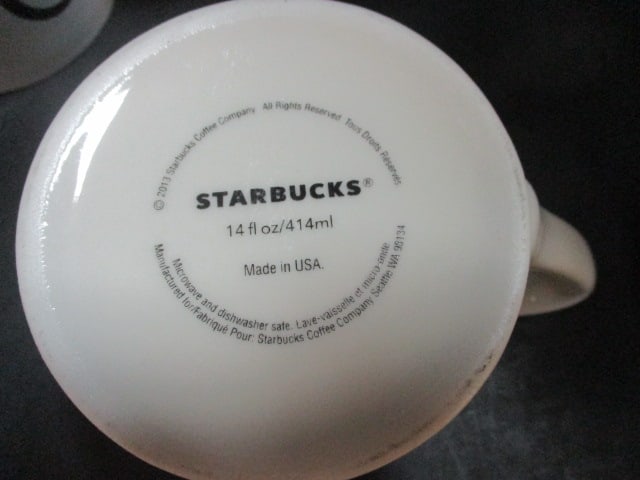 © 2013 Starbucks Coffee Company All Rights Reserved Tous Droits Réservés
STARBUCKS®
14 fl oz/414ml
Made in USA.
Microwave and dishwasher safe. Lave-vaisselle et micro-onde
Manufactured for/Fabriqué Pour: Starbucks Coffee Company Seattle WA 98134